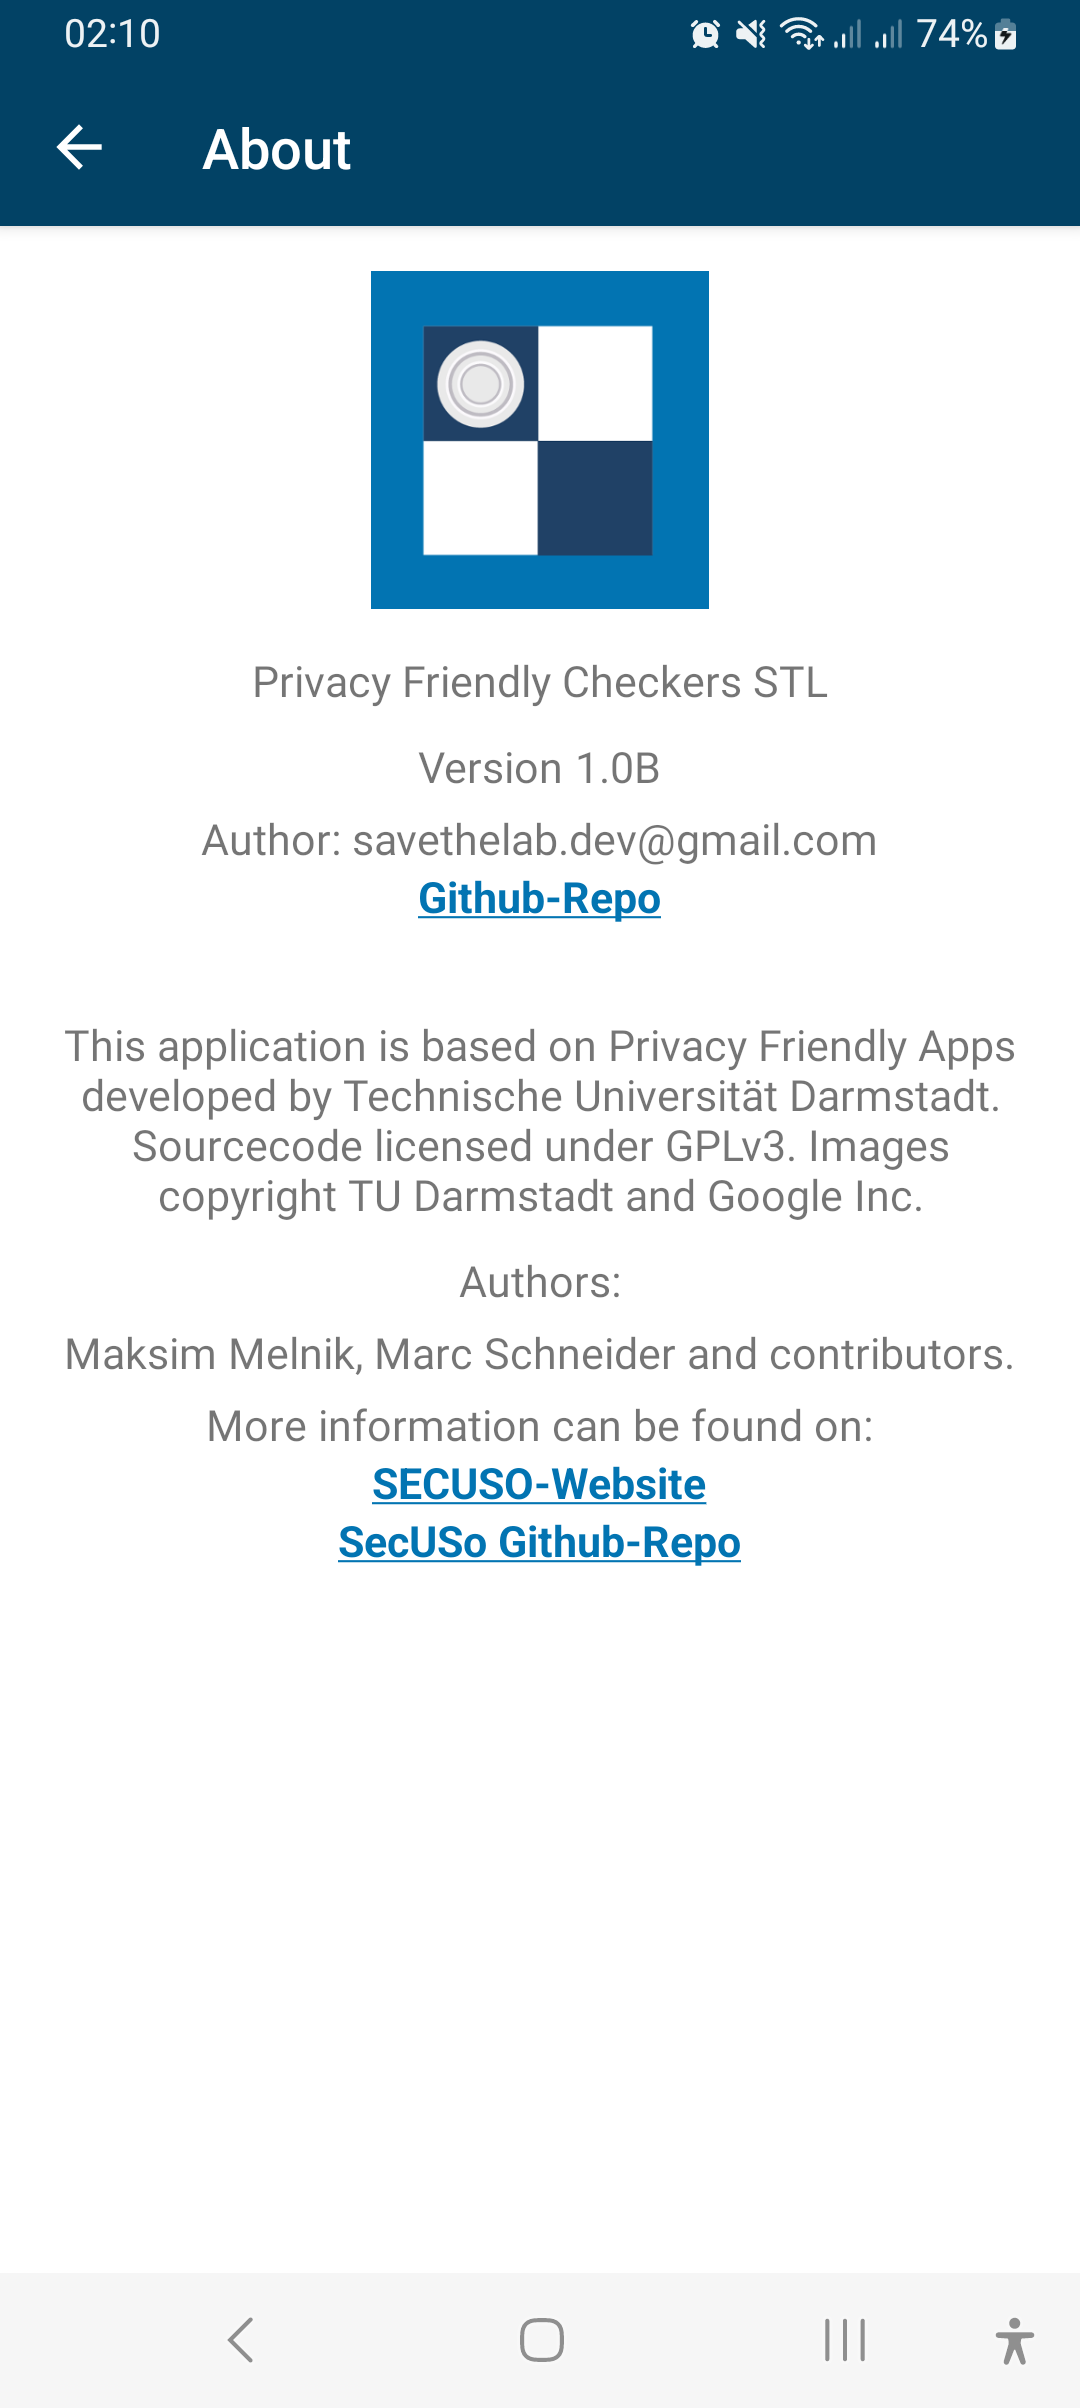 02:10
74%
About
Privacy Friendly Checkers STL
Version 1.0B
Author: savethelab.dev@gmail.com
Github-Repo
This application is based on Privacy Friendly Apps
developed by Technische Universität Darmstadt.
Sourcecode licensed under GPLv3. Images
copyright TU Darmstadt and Google Inc.
Authors:
Maksim Melnik, Marc Schneider and contributors.
More information can be found on:
SECUSO-Website
SecUSo Github-Repo